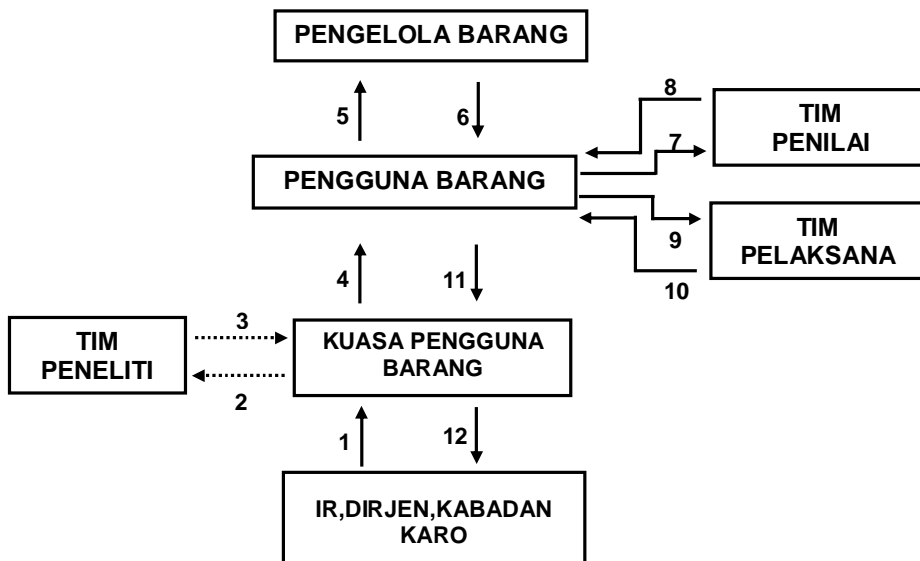 PENGELOLA BARANG
8
5
6
TIM
PENILAI
7
PENGGUNA BARANG
9
TIM
PELAKSANA
4
11
10
3
TIM
PENELITI
KUASA PENGGUNA
BARANG
2
1
12
IR,DIRJEN,KABADAN
KARO